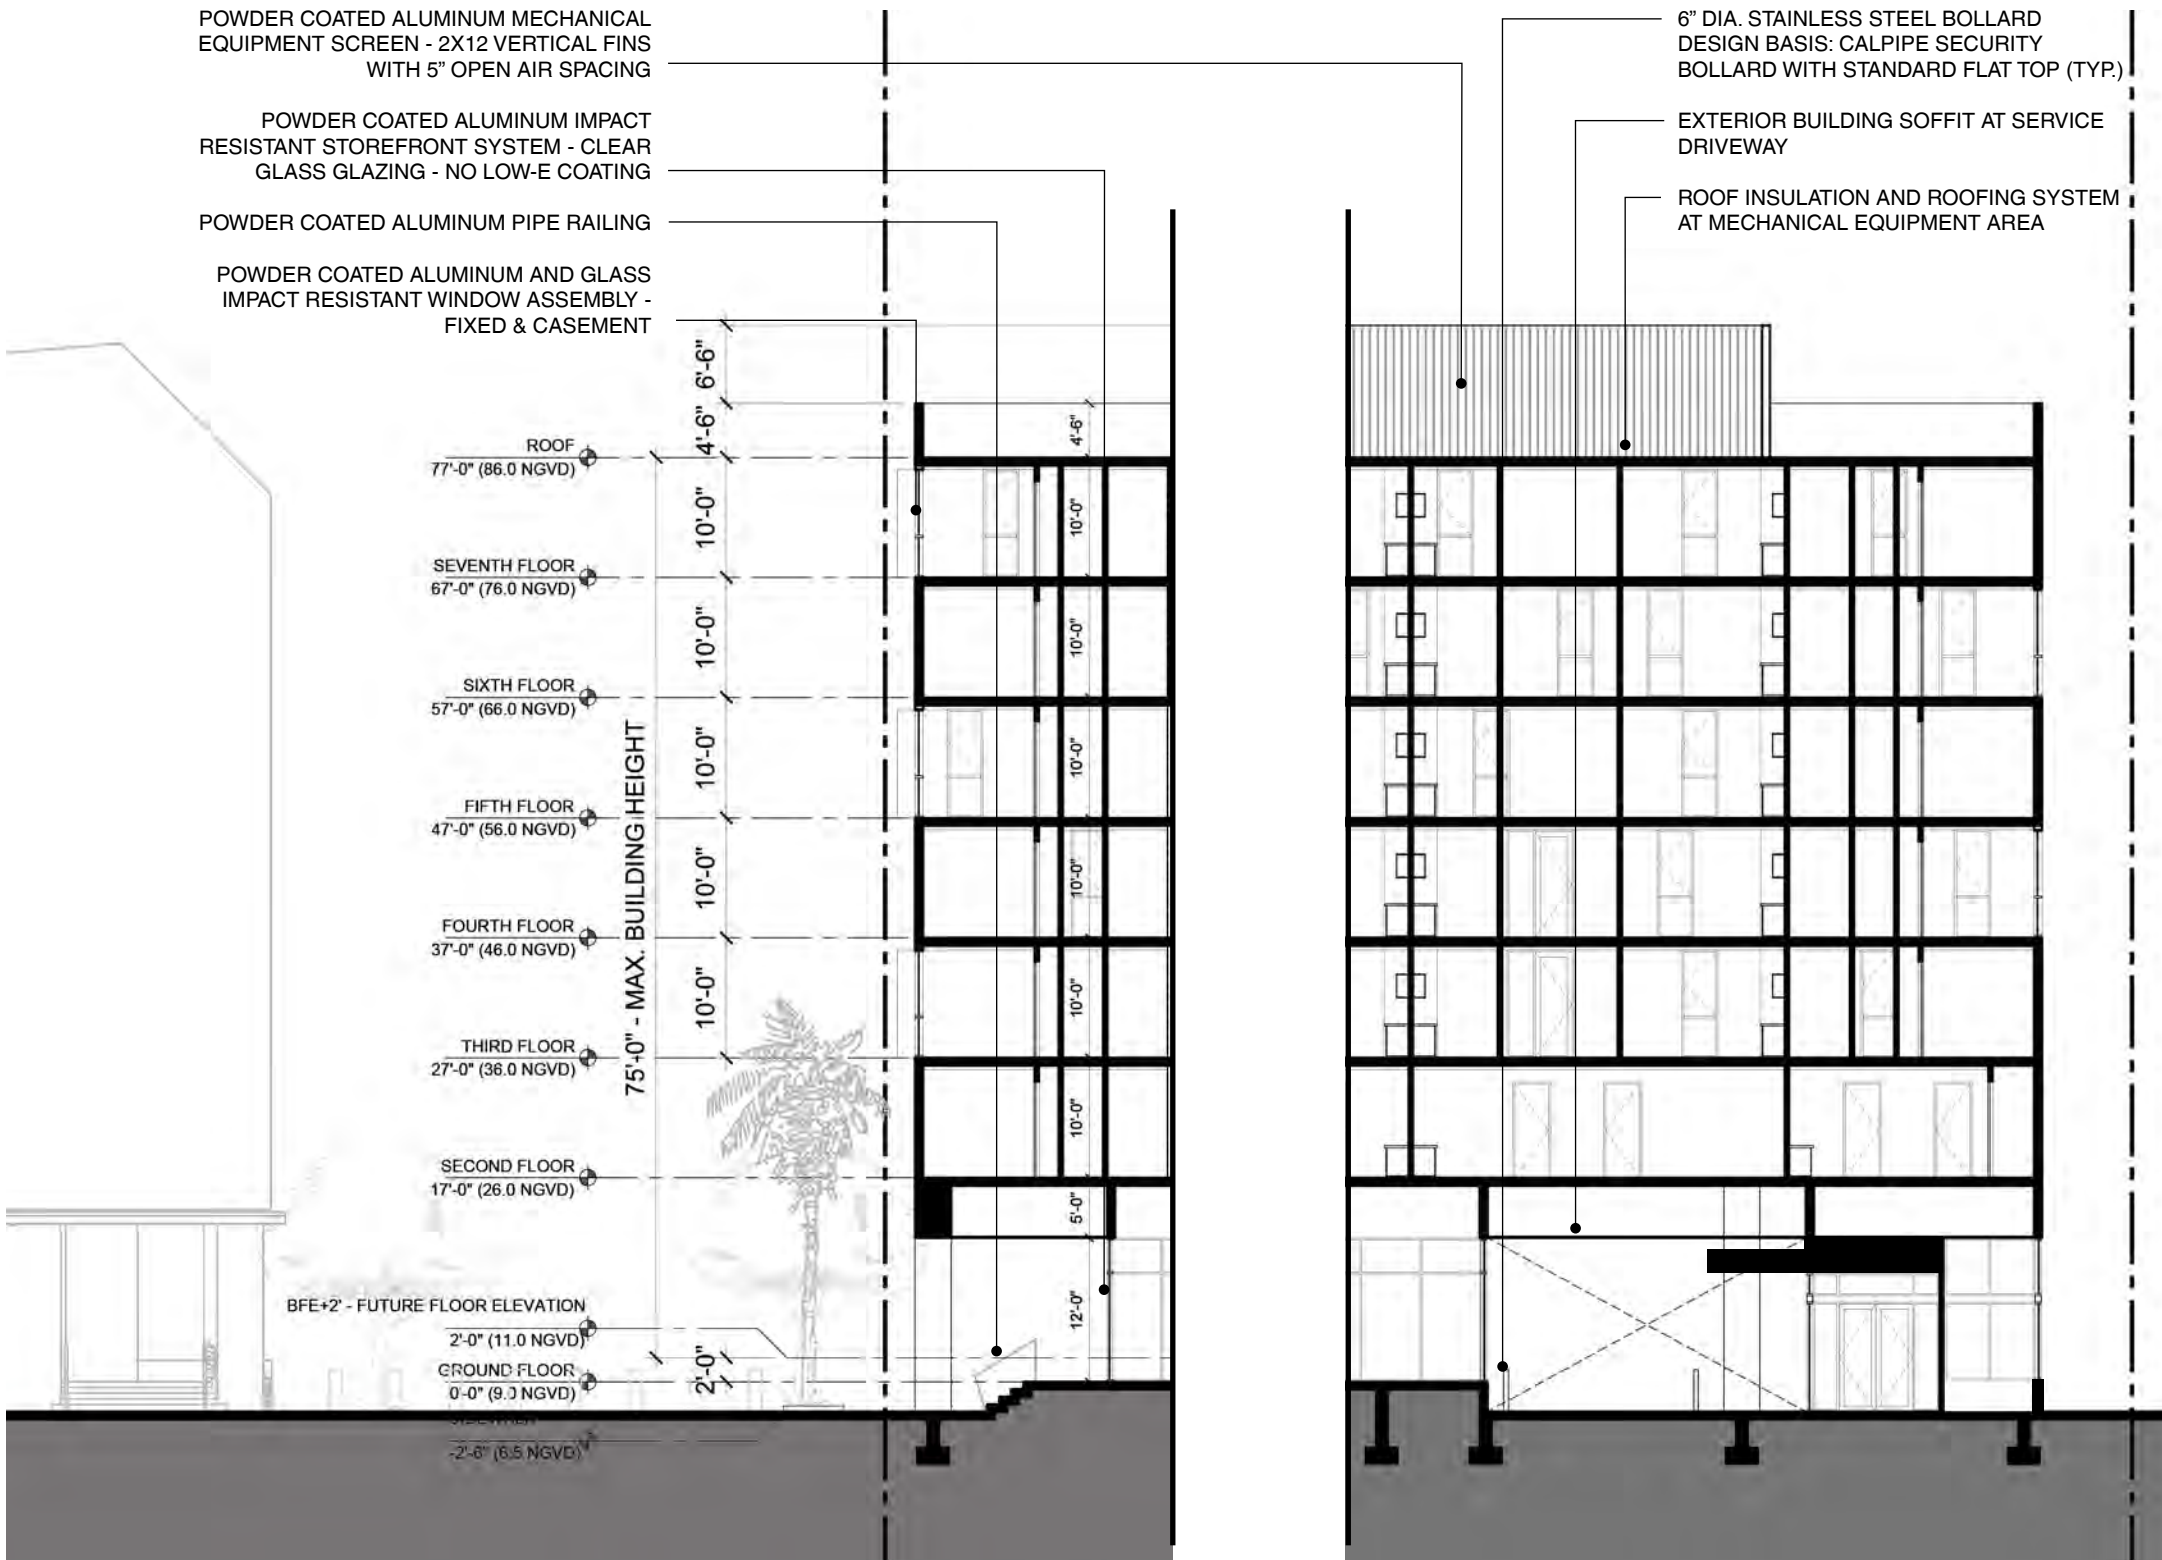 POWDER COATED ALUMINUM MECHANICAL
EQUIPMENT SCREEN - 2X12 VERTICAL FINS
WITH 5” OPEN AIR SPACING
POWDER COATED ALUMINUM IMPACT
RESISTANT STOREFRONT SYSTEM - CLEAR
GLASS GLAZING - NO LOW-E COATING
POWDER COATED ALUMINUM PIPE RAILING
POWDER COATED ALUMINUM AND GLASS
IMPACT RESISTANT WINDOW ASSEMBLY -
FIXED & CASEMENT
6” DIA. STAINLESS STEEL BOLLARD
DESIGN BASIS: CALPIPE SECURITY
BOLLARD WITH STANDARD FLAT TOP (TYP.)
EXTERIOR BUILDING SOFFIT AT SERVICE
DRIVEWAY
ROOF INSULATION AND ROOFING SYSTEM
AT MECHANICAL EQUIPMENT AREA
ROOF
77'-0" (86.0 NGVD)
SEVENTH FLOOR
67'-0" (76.0 NGVD)
SIXTH FLOOR
57'-0" (66.0 NGVD)
FIFTH FLOOR
47'-0" (56.0 NGVD)
FOURTH FLOOR
37'-0" (46.0 NGVD)
THIRD FLOOR
27'-0" (36.0 NGVD)
SECOND FLOOR
17'-0" (26.0 NGVD)
BFE+2' - FUTURE FLOOR ELEVATION
2'-0" (11.0 NGVD)
GROUND FLOOR
0'-0" (9.0 NGVD)
-2'-6" (6.5 NGVD)
75'-0" - MAX. BUILDING HEIGHT
6'-6"
4'-6"
10'-0"
10'-0"
10'-0"
10'-0"
10'-0"
2'-0"
4'-6"
10'-0"
10'-0"
10'-0"
10'-0"
10'-0"
10'-0"
5'-0"
12'-0"